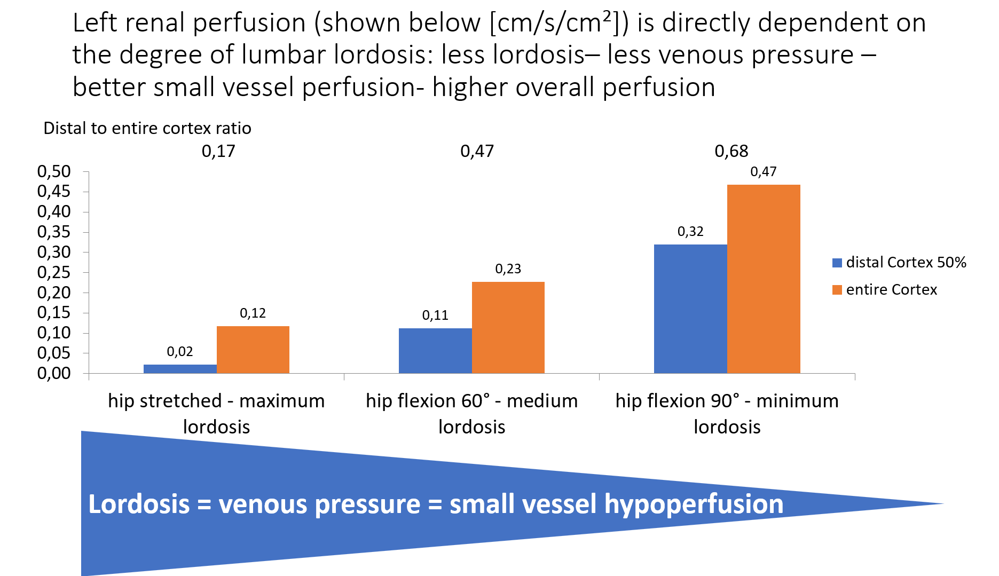 Left renal perfusion (shown below [cm/s/cm²]) is directly dependent on
the degree of lumbar lordosis: less lordosis– less venous pressure –
better small vessel perfusion- higher overall perfusion
Distal to entire cortex ratio
0,17 0,47 0,68
0,50
0,45
0,40
0,35
0,30
0,25
0,20
0,15
0,10
0,05
0,00
0,02
0,12
0,11
0,23
0,32
0,47
distal Cortex 50%
entire Cortex
hip stretched - maximum
lordosis
hip flexion 60° - medium
lordosis
hip flexion 90° - minimum
lordosis
Lordosis = venous pressure = small vessel hypoperfusion